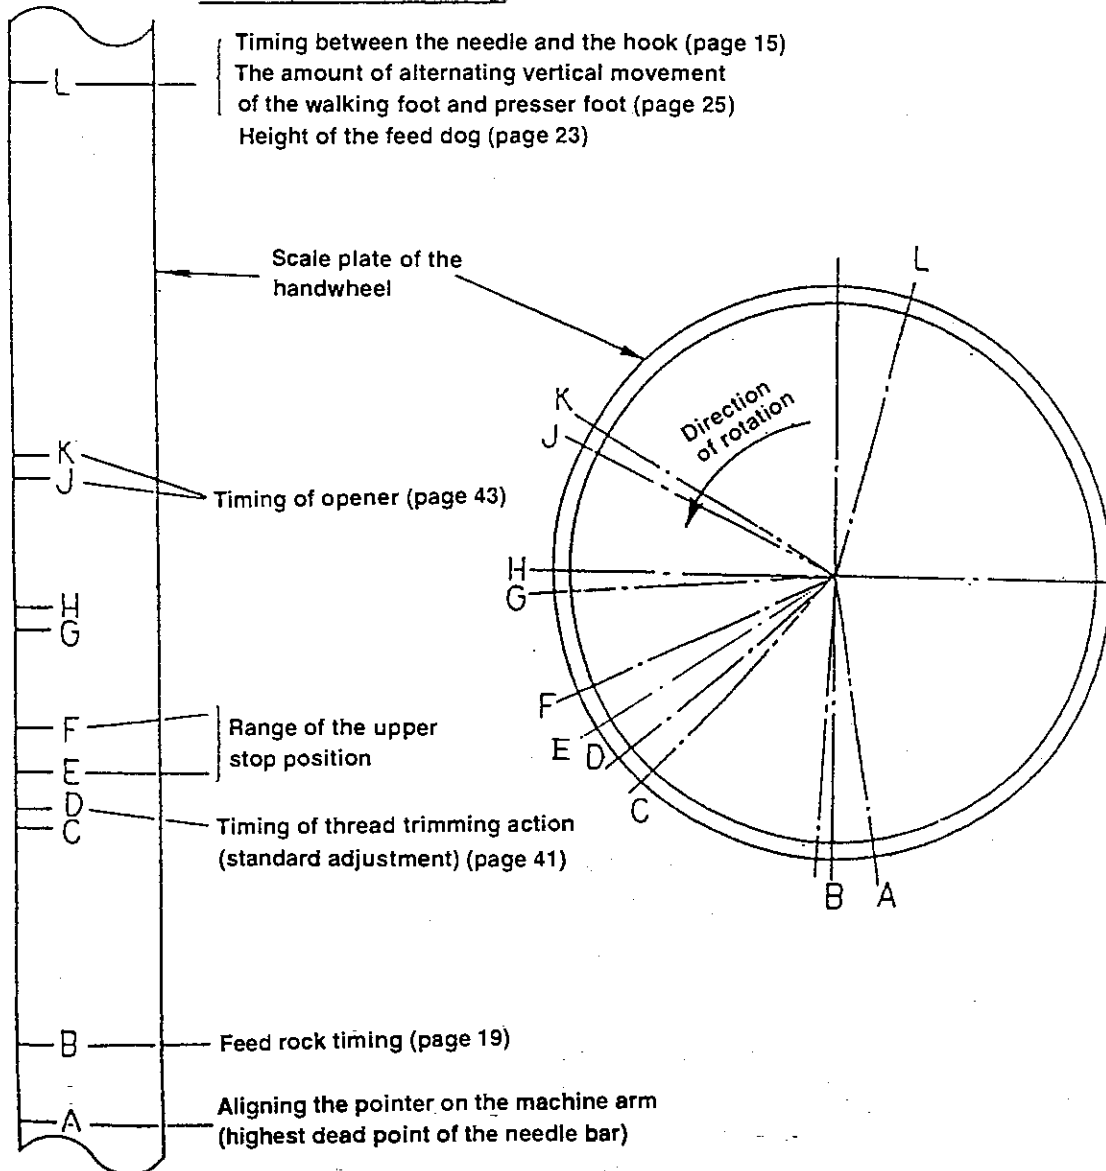 L
Timing between the needle and the hook (page 15)
The amount of alternating vertical movement
of the walking foot and presser foot (page 25)
Height of the feed dog (page 23)
Scale plate of the
handwheel
K
J
Timing of opener (page 43)
H
G
F
E
Range of the upper
stop position
D
C
Timing of thread trimming action
(standard adjustment) (page 41)
B
Feed rock timing (page 19)
A
Aligning the pointer on the machine arm
(highest dead point of the needle bar)
L
K
J
Direction
of rotation
H
G
F
E
D
C
B
A